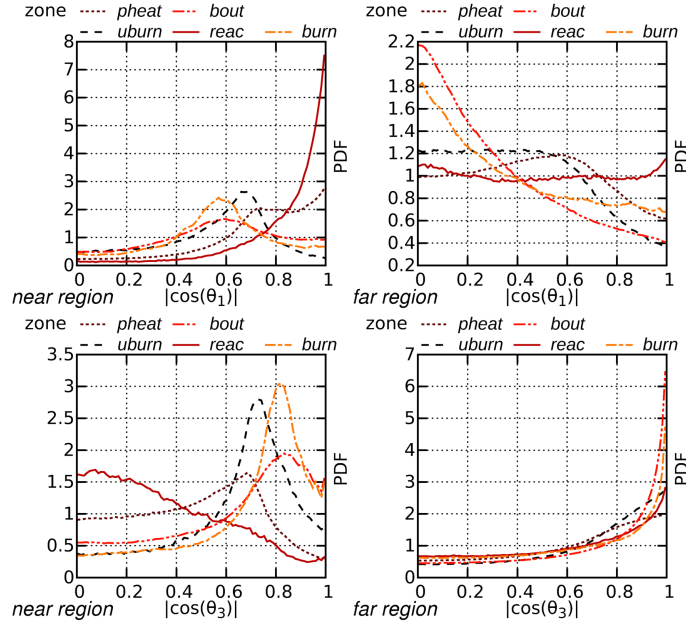 zone pheat bout
uburn reac burn
8
7
6
5
4
3
2
1
0
0 0.2 0.4 0.6 0.8 1
PDF
near region |cos(θ1)|
zone pheat bout
uburn reac burn
2.2
2
1.8
1.6
1.4
1.2
1
0.8
0.6
0.4
0.2
0 0.2 0.4 0.6 0.8 1
PDF
far region |cos(θ1)|
zone pheat bout
uburn reac burn
3.5
3
2.5
2
1.5
1
0.5
0
0 0.2 0.4 0.6 0.8 1
PDF
near region |cos(θ3)|
zone pheat bout
uburn reac burn
7
6
5
4
3
2
1
0
0 0.2 0.4 0.6 0.8 1
PDF
far region |cos(θ3)|